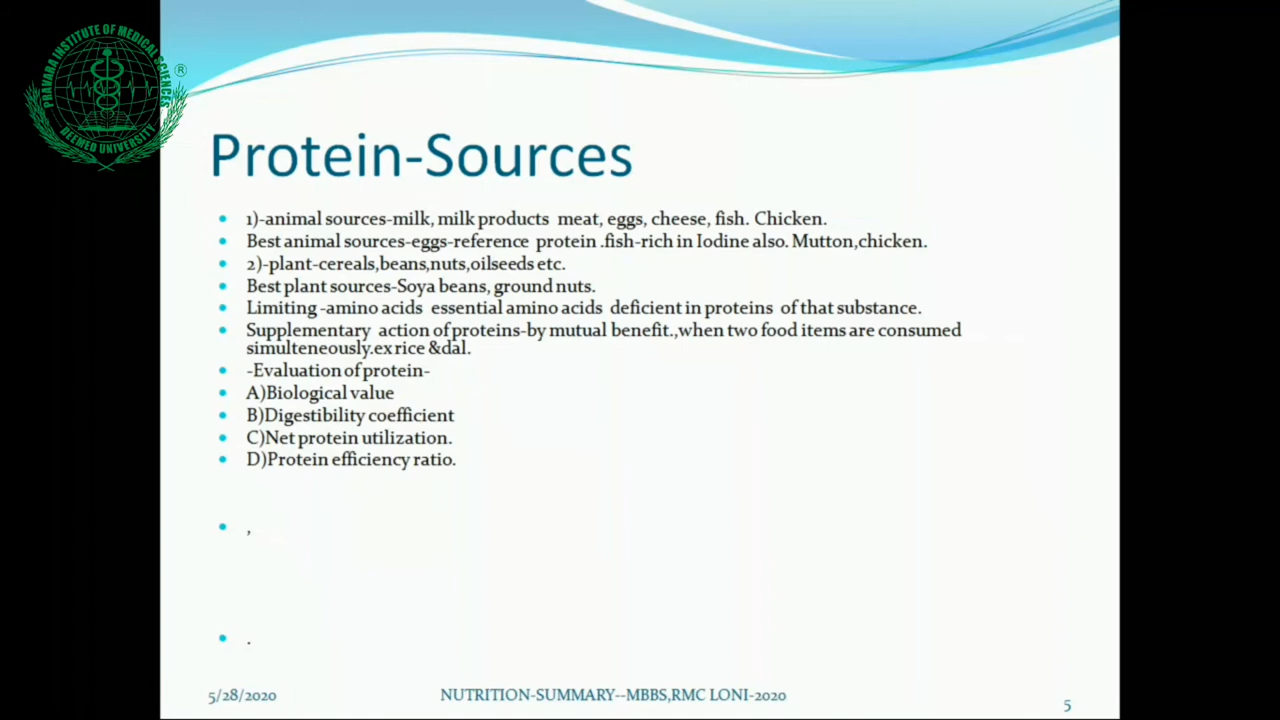 PRAVARA INSTITUTE OF MEDICAL SCIENCES
®
DEEMED UNIVERSITY
Protein-Sources
• 1)-animal sources-milk, milk products meat, eggs, cheese, fish. Chicken.
• Best animal sources-eggs-reference protein .fish-rich in Iodine also. Mutton,chicken.
• 2)-plant-cereals,beans,nuts,oilseeds etc.
• Best plant sources-Soya beans, ground nuts.
• Limiting -amino acids essential amino acids deficient in proteins of that substance.
• Supplementary action of proteins-by mutual benefit.,when two food items are consumed
simulteneously.ex rice &dal.
• -Evaluation of protein-
• A)Biological value
• B)Digestibility coefficient
• C)Net protein utilization.
• D)Protein efficiency ratio.
• ,
• .
5/28/2020
NUTRITION-SUMMARY--MBBS,RMC LONI-2020
5